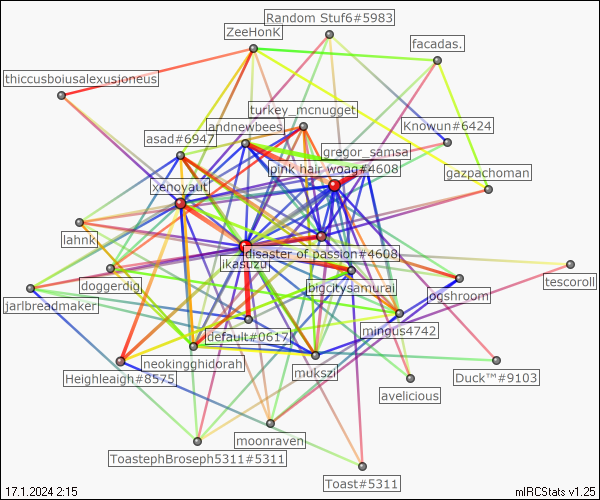 Random Stuf6#5983
ZeeHonK
facadas.
thiccusboiusalexusjoneus
turkey_mcnugget
andnewbees
Knowun#6424
asad#6947
gregor_samsa
pink hair woag#4608
gazpachoman
xenoyaut
lahnk
disaster of passion#4608
ikasuzu
doggerdigj
bigcitysamurai
ogshroom
tescoroll
jarlbreadmaker
default#0617
mingus4742
neokingghidorah
mukszi
Heighleaigh#8575
Duck™#9103
avelicious
moonraven
ToastephBroseph5311#5311
Toast#5311
17.1.2024 2:15
mIRCStats v1.25